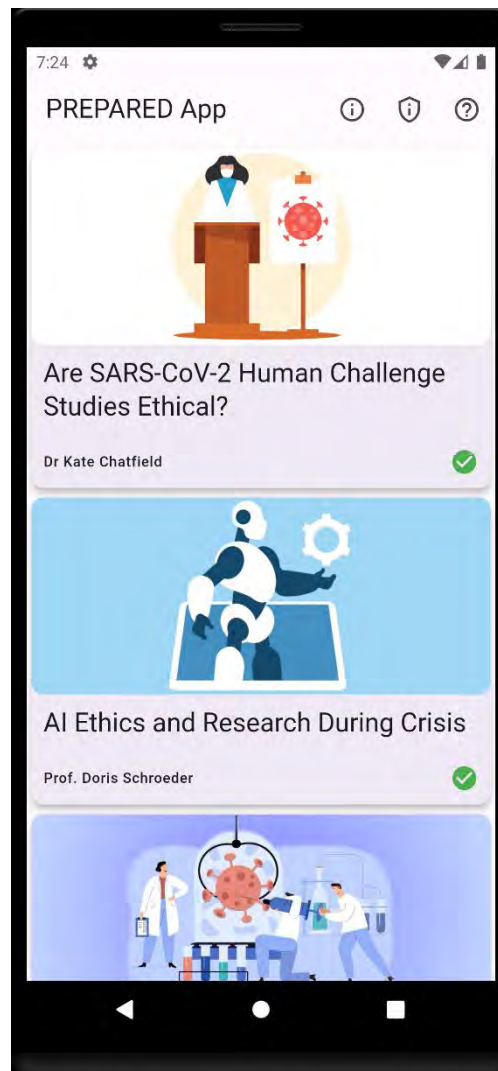 7:24
PREPARED App
Are SARS-CoV-2 Human Challenge
Studies Ethical?
Dr Kate Chatfield
AI Ethics and Research During Crisis
Prof. Doris Schroeder